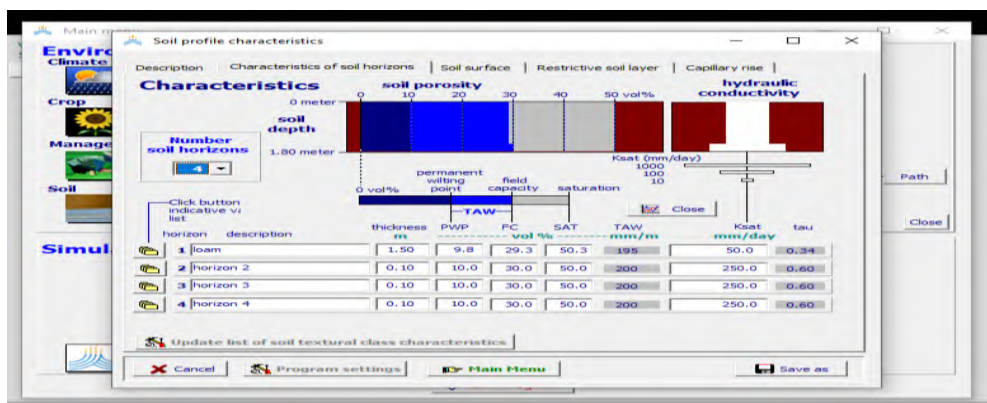 Main m
Soil profile characteristics
Enviro
Climate
Crop
Manage
Soil
Simul
Path
Close
Description
Characteristics of soil horizons
Soil surface
Restrictive soil layer
Capillary rise
Characteristics
soil porosity
hydraulic conductivity
0 10 20 30 40 50 vol%
0 meter
soil depth
1.80 meter
Number soil horizons
4
Ksat (mm/day)
1000
100
10
permanent wilting point
field capacity
saturation
0 vol%
TAW
Close
Click button
indicative vi
list
horizon description
thickness PWP FC SAT TAW Ksat tau
m vol % mm/m mm/day
1 loam 1.50 9.8 29.3 50.3 195 50.0 0.34
2 horizon 2 0.10 10.0 30.0 50.0 200 250.0 0.60
3 horizon 3 0.10 10.0 30.0 50.0 200 250.0 0.60
4 horizon 4 0.10 10.0 30.0 50.0 200 250.0 0.60
Update list of soil textural class characteristics
Cancel
Program settings
Main Menu
Save as